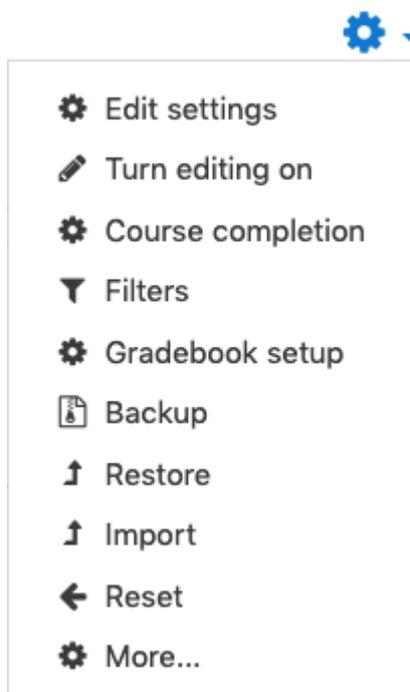 Edit settings
Turn editing on
Course completion
Filters
Gradebook setup
Backup
Restore
Import
Reset
More...